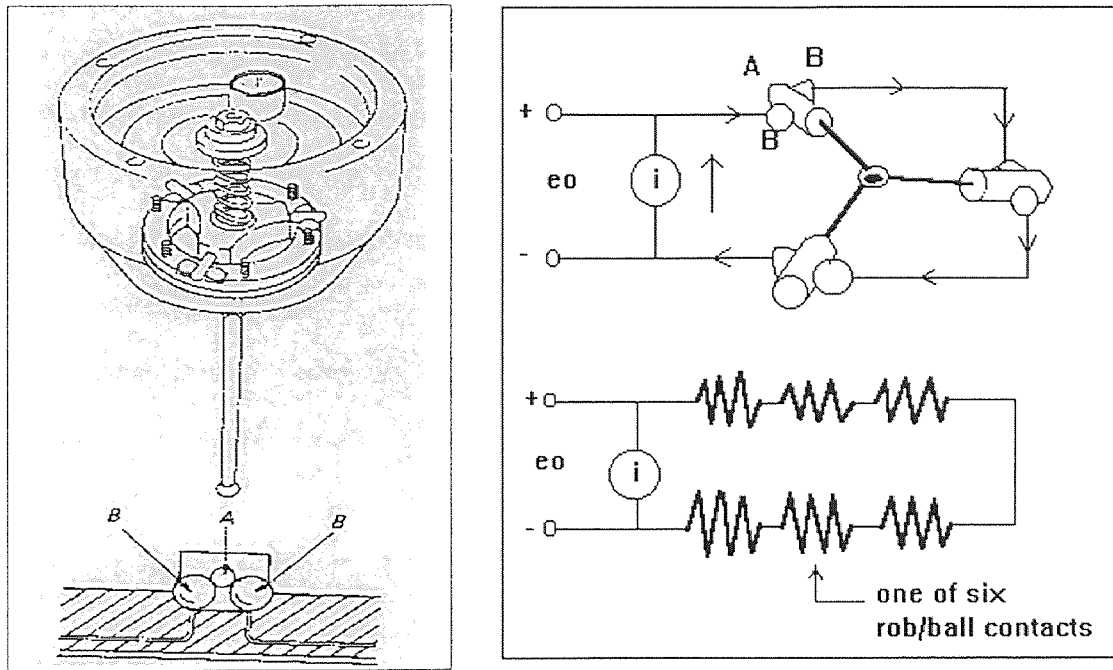 B A B
A B
+
B
eo i
-
+
eo i
-
one of six
rob/ball contacts